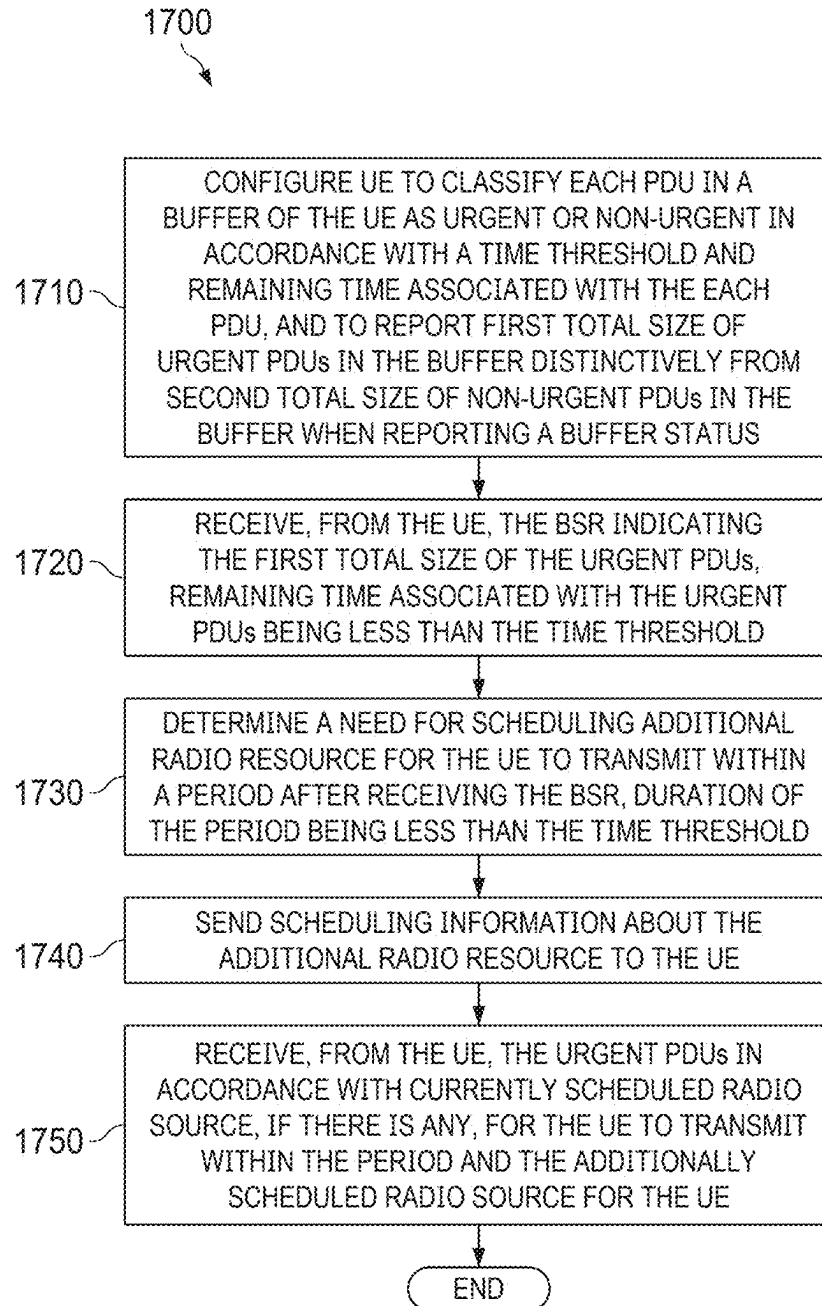 1700
1710
CONFIGURE UE TO CLASSIFY EACH PDU IN A
BUFFER OF THE UE AS URGENT OR NON-URGENT IN
ACCORDANCE WITH A TIME THRESHOLD AND
REMAINING TIME ASSOCIATED WITH THE EACH
PDU, AND TO REPORT FIRST TOTAL SIZE OF
URGENT PDUs IN THE BUFFER DISTINCTIVELY FROM
SECOND TOTAL SIZE OF NON-URGENT PDUs IN THE
BUFFER WHEN REPORTING A BUFFER STATUS
1720
RECEIVE, FROM THE UE, THE BSR INDICATING
THE FIRST TOTAL SIZE OF THE URGENT PDUs,
REMAINING TIME ASSOCIATED WITH THE URGENT
PDUs BEING LESS THAN THE TIME THRESHOLD
1730
DETERMINE A NEED FOR SCHEDULING ADDITIONAL
RADIO RESOURCE FOR THE UE TO TRANSMIT WITHIN
A PERIOD AFTER RECEIVING THE BSR, DURATION OF
THE PERIOD BEING LESS THAN THE TIME THRESHOLD
1740
SEND SCHEDULING INFORMATION ABOUT THE
ADDITIONAL RADIO RESOURCE TO THE UE
1750
RECEIVE, FROM THE UE, THE URGENT PDUs IN
ACCORDANCE WITH CURRENTLY SCHEDULED RADIO
SOURCE, IF THERE IS ANY, FOR THE UE TO TRANSMIT
WITHIN THE PERIOD AND THE ADDITIONALLY
SCHEDULED RADIO SOURCE FOR THE UE
END